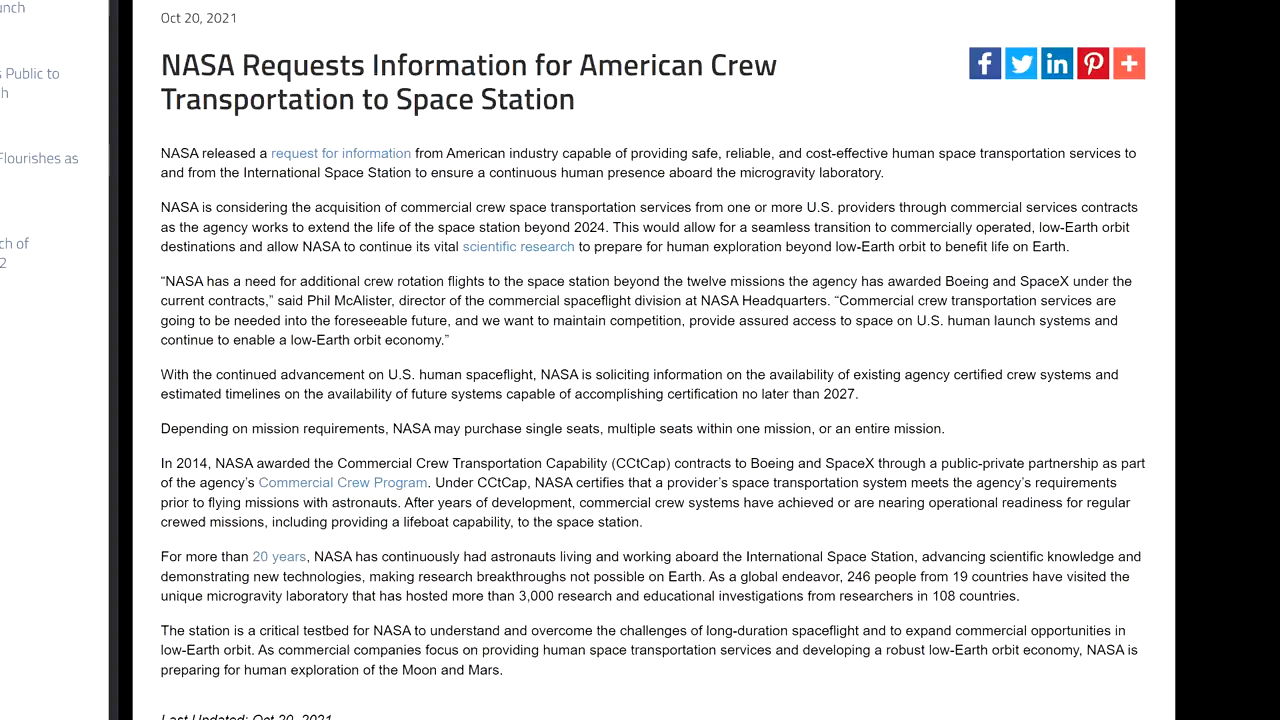 unch
s Public to
h
Flourishes as
ch of
2
Oct 20, 2021
NASA Requests Information for American Crew
Transportation to Space Station
NASA released a request for information from American industry capable of providing safe, reliable, and cost-effective human space transportation services to
and from the International Space Station to ensure a continuous human presence aboard the microgravity laboratory.
NASA is considering the acquisition of commercial crew space transportation services from one or more U.S. providers through commercial services contracts
as the agency works to extend the life of the space station beyond 2024. This would allow for a seamless transition to commercially operated, low-Earth orbit
destinations and allow NASA to continue its vital scientific research to prepare for human exploration beyond low-Earth orbit to benefit life on Earth.
“NASA has a need for additional crew rotation flights to the space station beyond the twelve missions the agency has awarded Boeing and SpaceX under the
current contracts,” said Phil McAlister, director of the commercial spaceflight division at NASA Headquarters. “Commercial crew transportation services are
going to be needed into the foreseeable future, and we want to maintain competition, provide assured access to space on U.S. human launch systems and
continue to enable a low-Earth orbit economy.”
With the continued advancement on U.S. human spaceflight, NASA is soliciting information on the availability of existing agency certified crew systems and
estimated timelines on the availability of future systems capable of accomplishing certification no later than 2027.
Depending on mission requirements, NASA may purchase single seats, multiple seats within one mission, or an entire mission.
In 2014, NASA awarded the Commercial Crew Transportation Capability (CCtCap) contracts to Boeing and SpaceX through a public-private partnership as part
of the agency’s Commercial Crew Program. Under CCtCap, NASA certifies that a provider’s space transportation system meets the agency’s requirements
prior to flying missions with astronauts. After years of development, commercial crew systems have achieved or are nearing operational readiness for regular
crewed missions, including providing a lifeboat capability, to the space station.
For more than 20 years, NASA has continuously had astronauts living and working aboard the International Space Station, advancing scientific knowledge and
demonstrating new technologies, making research breakthroughs not possible on Earth. As a global endeavor, 246 people from 19 countries have visited the
unique microgravity laboratory that has hosted more than 3,000 research and educational investigations from researchers in 108 countries.
The station is a critical testbed for NASA to understand and overcome the challenges of long-duration spaceflight and to expand commercial opportunities in
low-Earth orbit. As commercial companies focus on providing human space transportation services and developing a robust low-Earth orbit economy, NASA is
preparing for human exploration of the Moon and Mars.
Last Updated: Oct 20, 2021